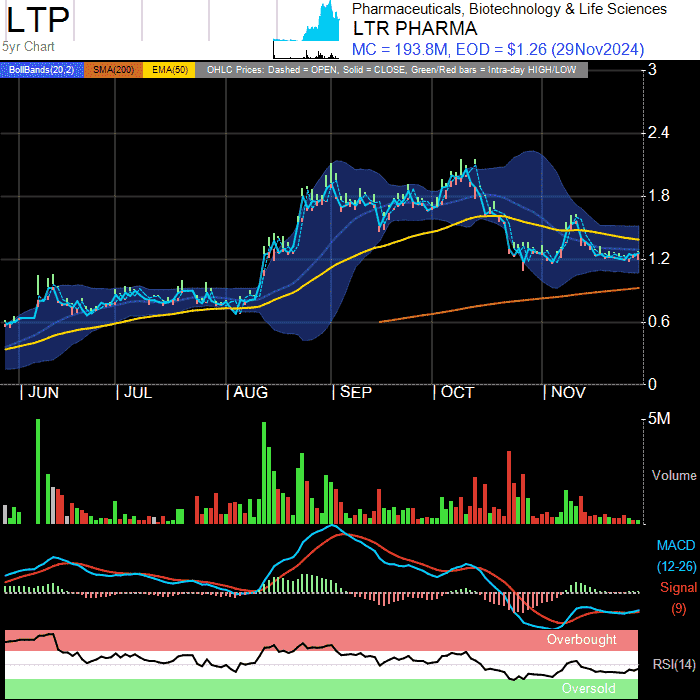 LTP
5yr Chart
Pharmaceuticals, Biotechnology & Life Sciences
LTR PHARMA
MC = 193.8M, EOD = $1.26 (29Nov2024)
BollBands(20,2) SMA(200) EMA(50) OHLC Prices: Dashed = OPEN, Solid = CLOSE, Green/Red bars = Intra-day HIGH/LOW
3
2.4
1.8
1.2
0.6
0
JUN JUL AUG SEP OCT NOV
5M
Volume
MACD
(12-26)
Signal
(9)
Overbought
RSI(14)
Oversold